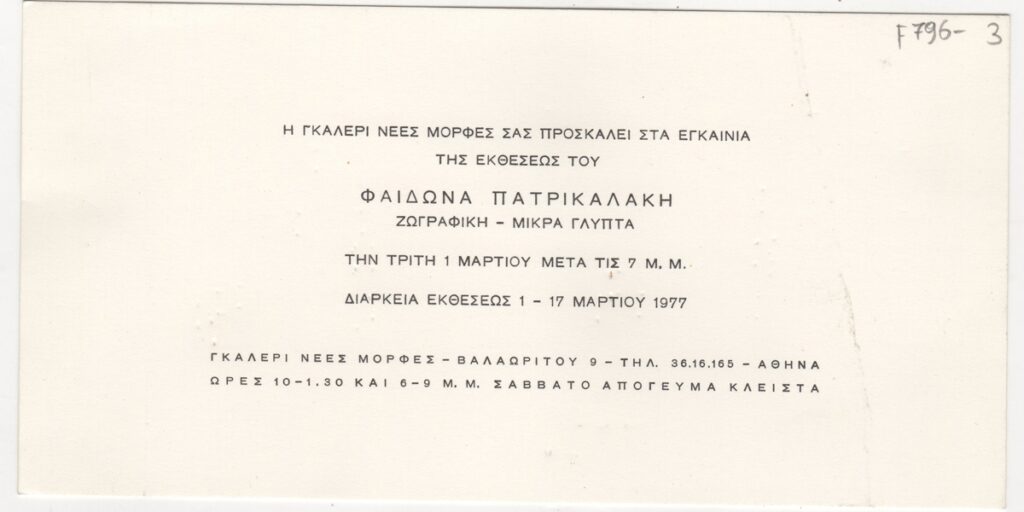 F796- 3
Η ΓΚΑΛΕΡΙ ΝΕΕΣ ΜΟΡΦΕΣ ΣΑΣ ΠΡΟΣΚΑΛΕΙ ΣΤΑ ΕΓΚΑΙΝΙΑ
ΤΗΣ ΕΚΘΕΣΕΩΣ ΤΟΥ
ΦΑΙΔΩΝΑ ΠΑΤΡΙΚΑΛΑΚΗ
ΖΩΓΡΑΦΙΚΗ – ΜΙΚΡΑ ΓΛΥΠΤΑ
ΤΗΝ ΤΡΙΤΗ 1 ΜΑΡΤΙΟΥ ΜΕΤΑ ΤΙΣ 7 Μ. Μ.
ΔΙΑΡΚΕΙΑ ΕΚΘΕΣΕΩΣ 1 – 17 ΜΑΡΤΙΟΥ 1977
ΓΚΑΛΕΡΙ ΝΕΕΣ ΜΟΡΦΕΣ – ΒΑΛΑΩΡΙΤΟΥ 9 – ΤΗΛ. 36.16.165 – ΑΘΗΝΑ
ΩΡΕΣ 10–1.30 ΚΑΙ 6–9 Μ.Μ. ΣΑΒΒΑΤΟ ΑΠΟΓΕΥΜΑ ΚΛΕΙΣΤΑ